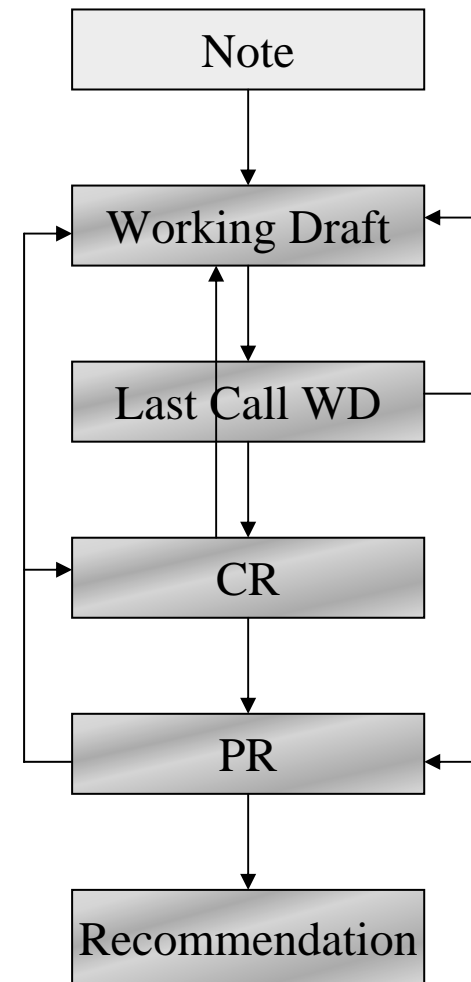 Note
Working Draft
Last Call WD
CR
PR
Recommendation